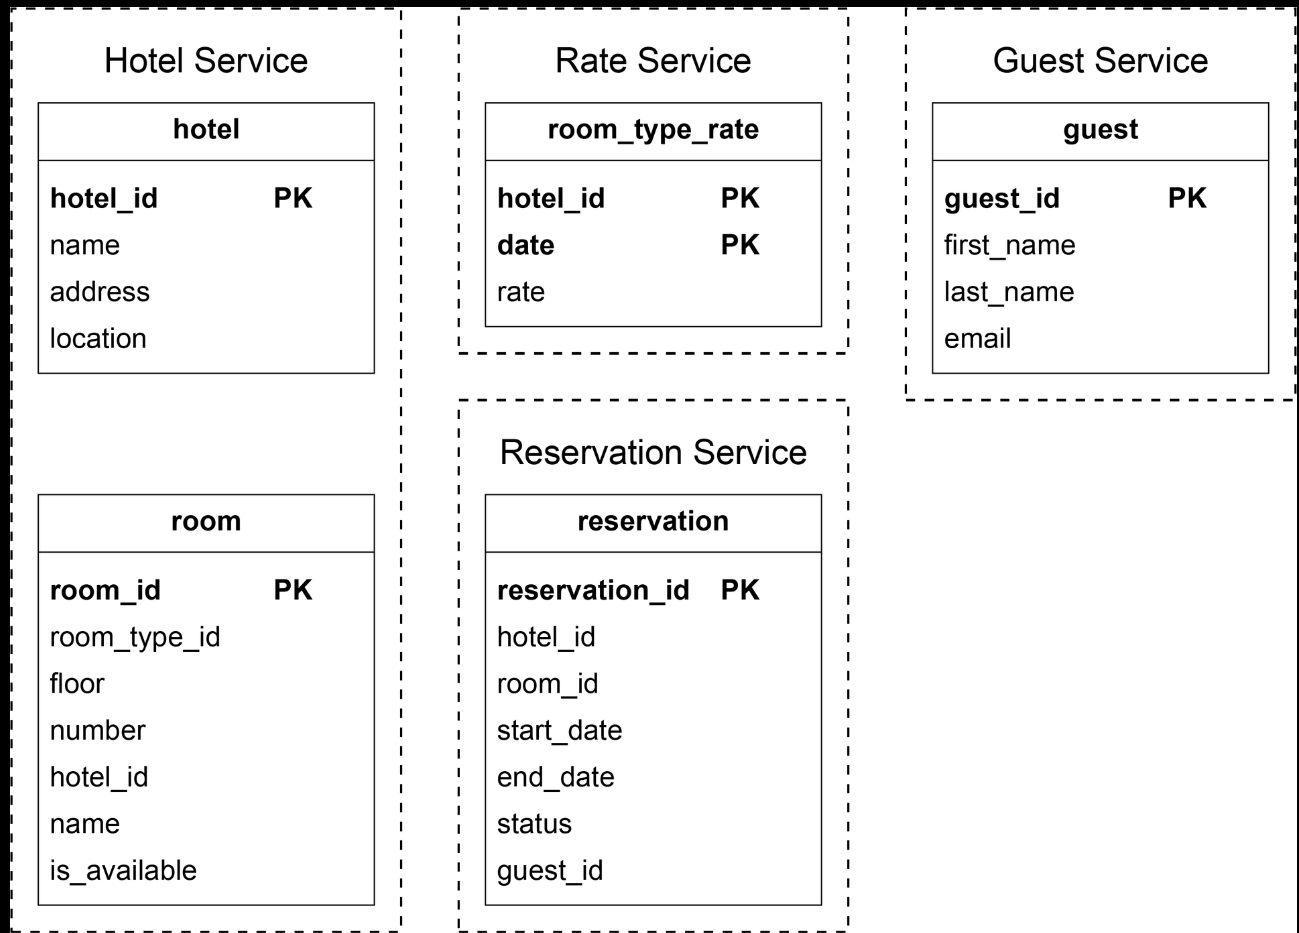 Hotel Service
hotel
hotel_id PK
name
address
location
room
room_id PK
room_type_id
floor
number
hotel_id
name
is_available
Rate Service
room_type_rate
hotel_id PK
date PK
rate
Reservation Service
reservation
reservation_id PK
hotel_id
room_id
start_date
end_date
status
guest_id
Guest Service
guest
guest_id PK
first_name
last_name
email